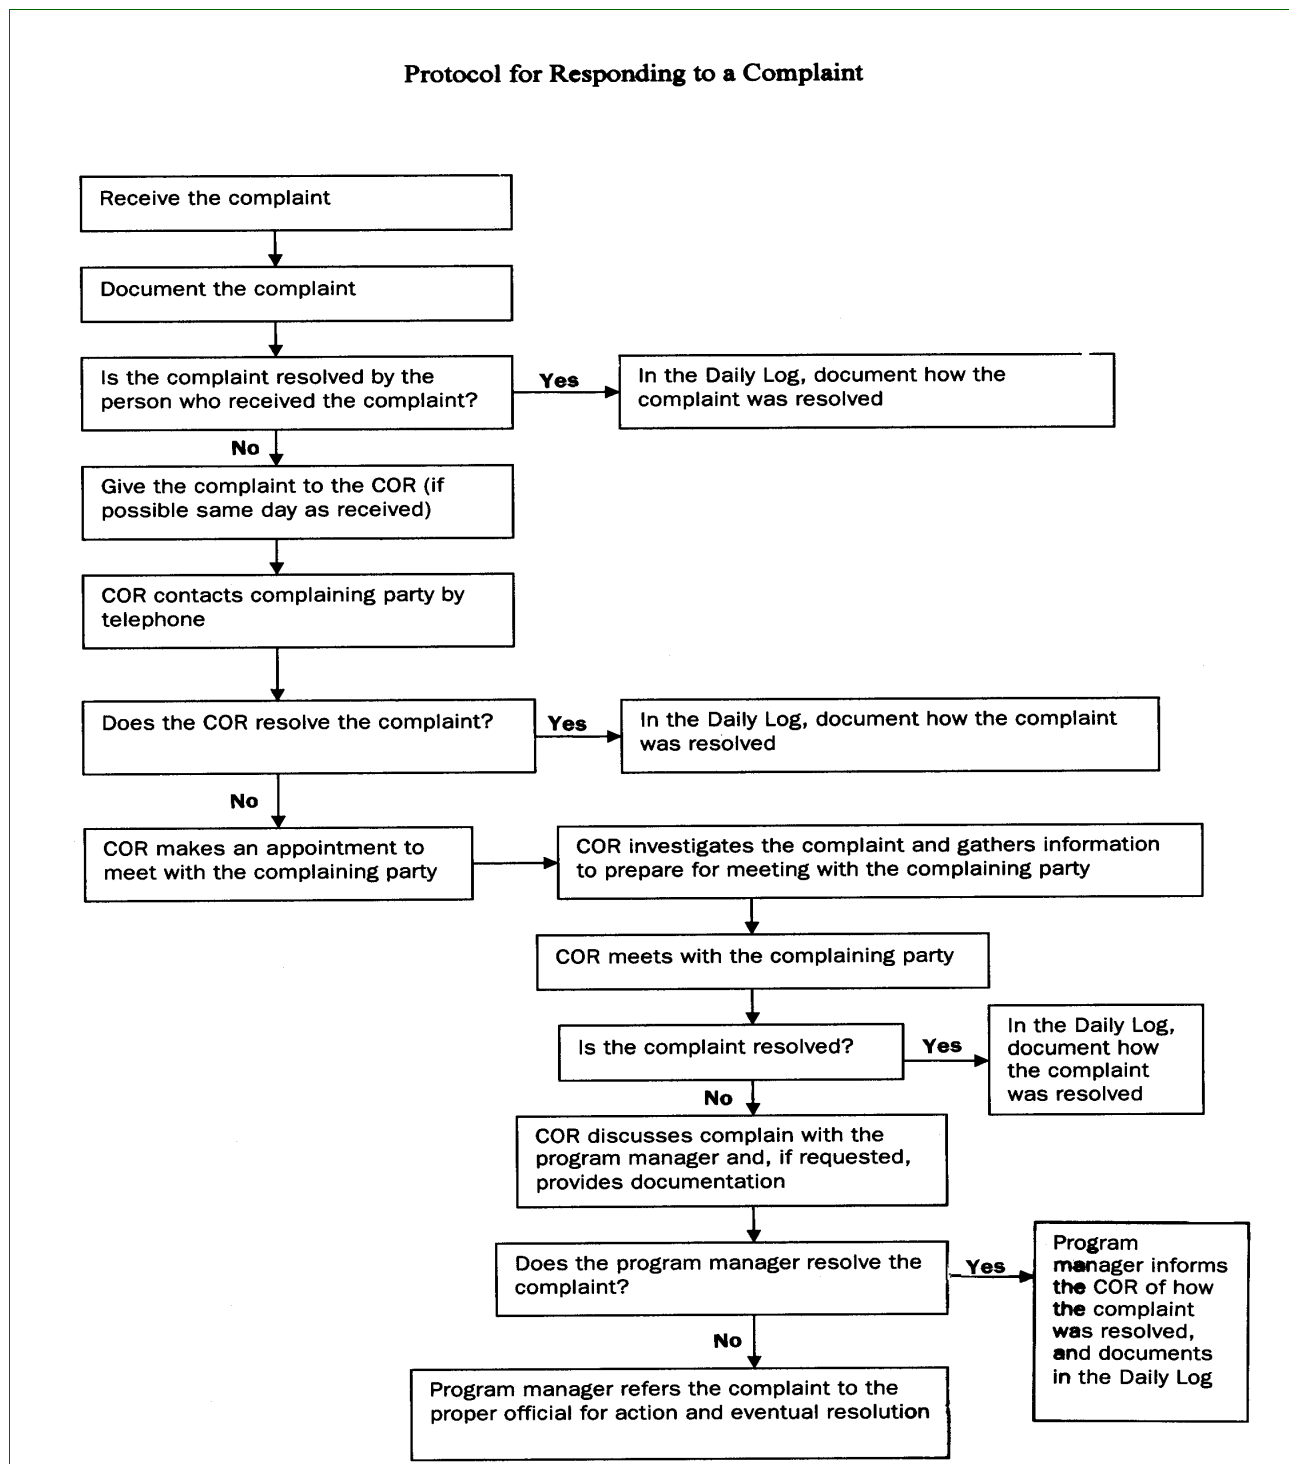 Protocol for Responding to a Complaint
Receive the complaint
Document the complaint
Is the complaint resolved by the
person who received the complaint?
Yes
In the Daily Log, document how the
complaint was resolved
No
Give the complaint to the COR (if
possible same day as received)
COR contacts complaining party by
telephone
Does the COR resolve the complaint?
Yes
In the Daily Log, document how the complaint
was resolved
No
COR makes an appointment to
meet with the complaining party
COR investigates the complaint and gathers information
to prepare for meeting with the complaining party
COR meets with the complaining party
Is the complaint resolved?
Yes
In the Daily Log,
document how
the complaint
was resolved
No
COR discusses complain with the
program manager and, if requested,
provides documentation
Does the program manager resolve the
complaint?
Yes
Program
manager informs
the COR of how
the complaint
was resolved,
and documents
in the Daily Log
No
Program manager refers the complaint to the
proper official for action and eventual resolution